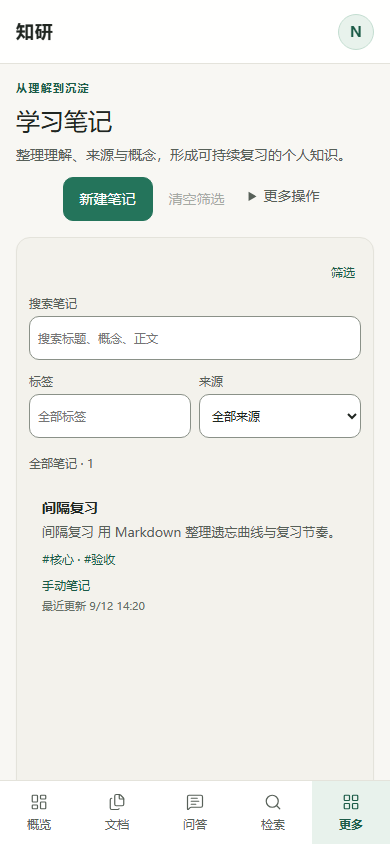 知研
N
从理解到沉淀
学习笔记
整理理解、来源与概念，形成可持续复习的个人知识。
新建笔记 清空筛选 ▶ 更多操作
筛选
搜索笔记
搜索标题、概念、正文
标签 来源
全部标签 全部来源
全部笔记 · 1
间隔复习
间隔复习 用 Markdown 整理遗忘曲线与复习节奏。
#核心 · #验收
手动笔记
最近更新 9/12 14:20
概览 文档 问答 检索 更多